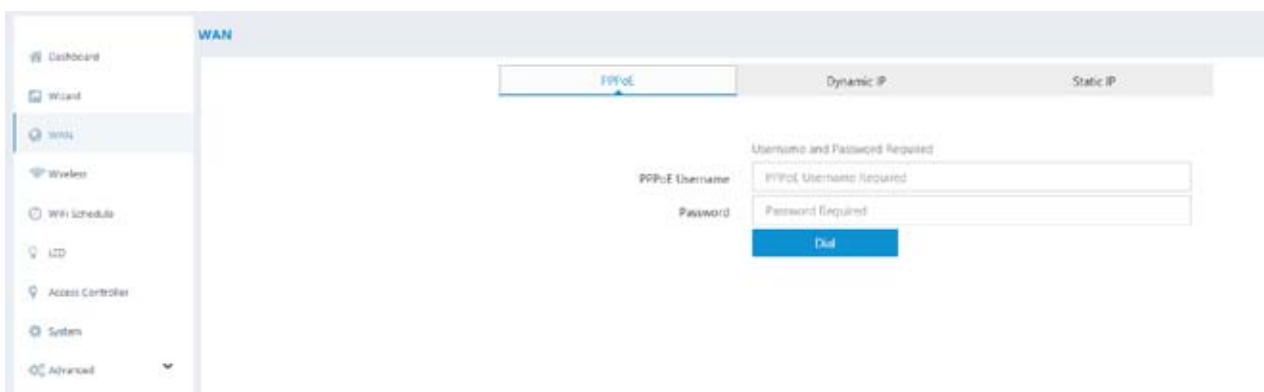 WAN
Dashboard
Wizard
WAN
Wireless
WiFi Schedule
LED
Access Controller
System
Advanced
PPPoE
Dynamic IP
Static IP
Username and Password Required
PPPoE Username
PPPoE Username Required
Password
Password Required
Dial